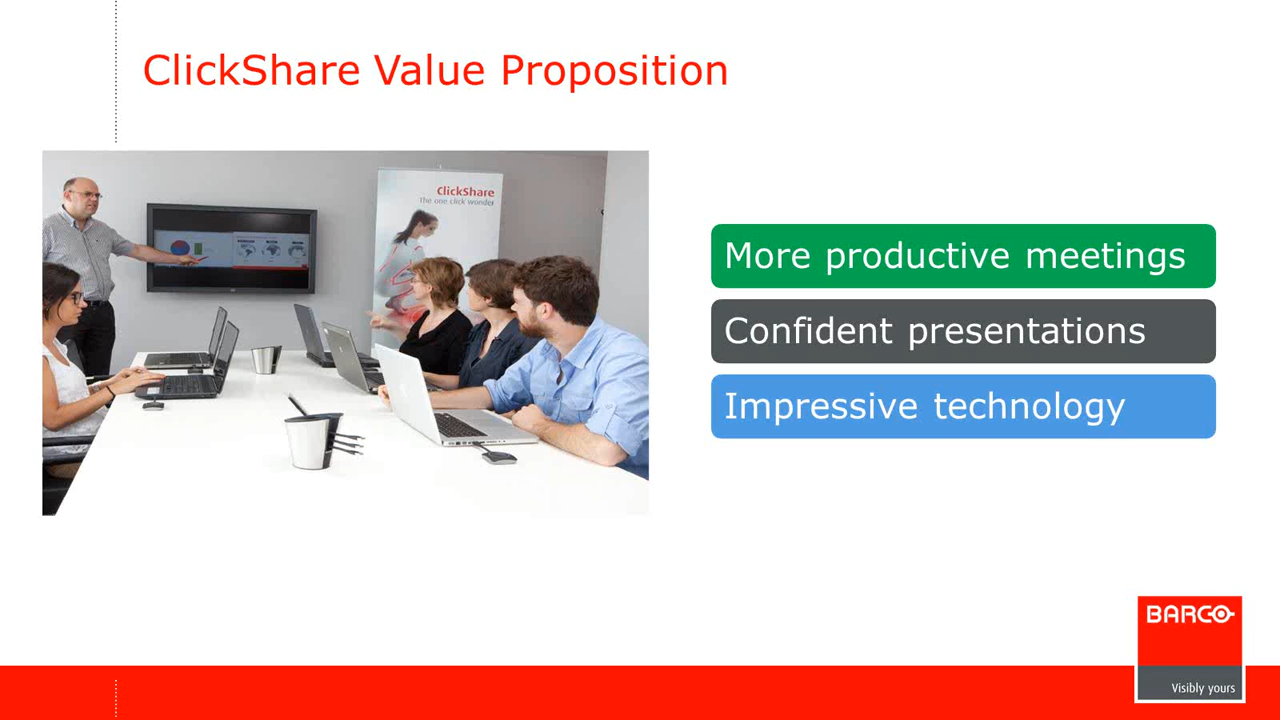 ClickShare Value Proposition
ClickShare
The one click wonder
More productive meetings
Confident presentations
Impressive technology
BARCO
Visibly yours